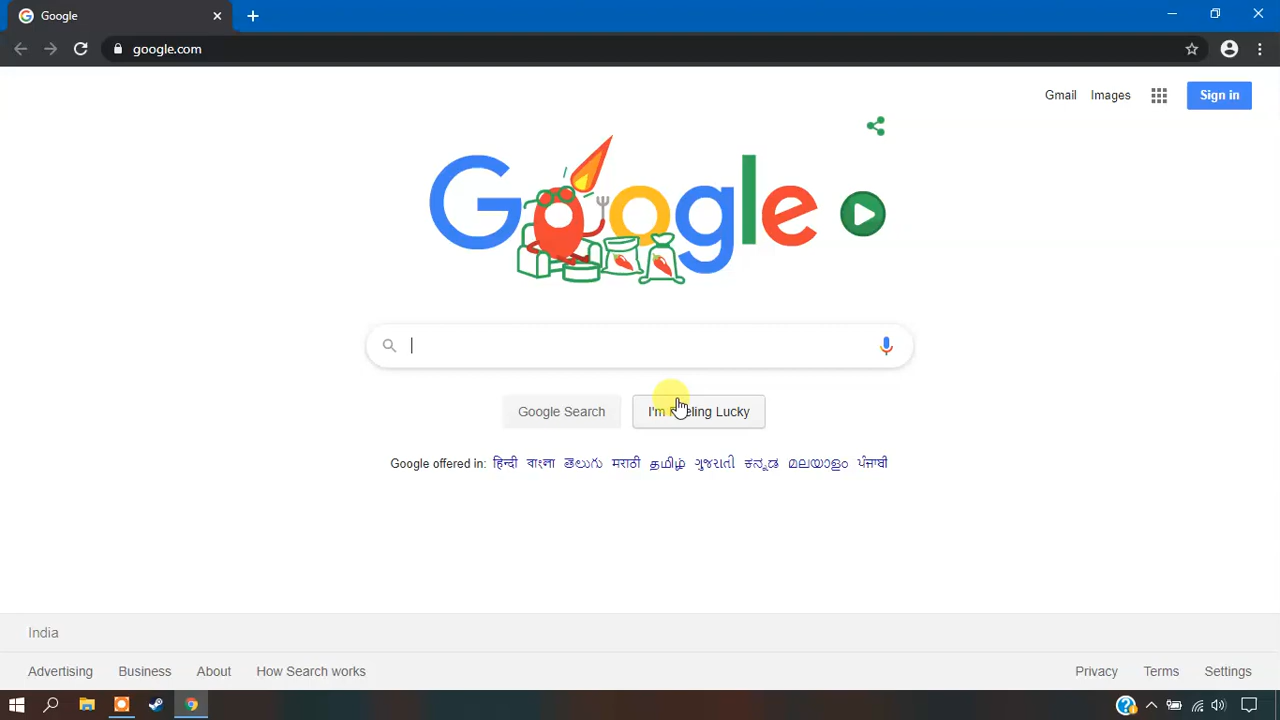 Google
google.com
Gmail Images Sign in
Google
Google Search I'm Feeling Lucky
Google offered in: हिन्दी বাংলা తెలుగు मराठी தமிழ் ગુજરાતી ಕನ್ನಡ മലയാളം ਪੰਜਾਬੀ
India
Advertising Business About How Search works Privacy Terms Settings